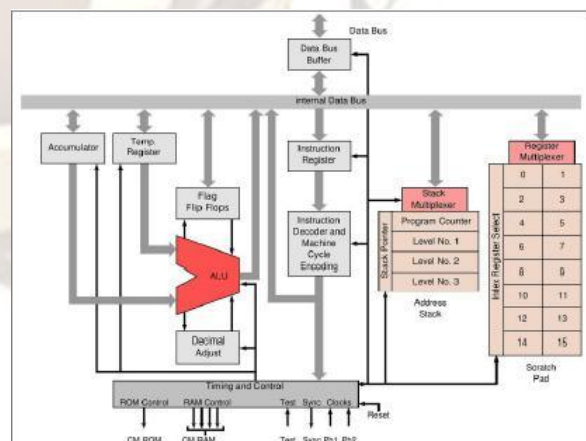 Data Bus
Data Bus
Buffer
internal Data Bus
Accumulator
Temp.
Register
Flag
Flip Flops
Instruction
Register
Instruction
Decoder and
Machine
Cycle
Encoding
ALU
Decimal
Adjust
Stack
Multiplexer
Stack Pointer
Program Counter
Level No. 1
Level No. 2
Level No. 3
Address
Stack
Register
Multiplexer
Index Register Select
0 1
2 3
4 5
6 7
8 9
10 11
12 13
14 15
Scratch
Pad
Timing and Control
ROM Control RAM Control Test Sync Clocks
Reset
CM-ROM CM-RAM Test Sync Ph1 Ph2